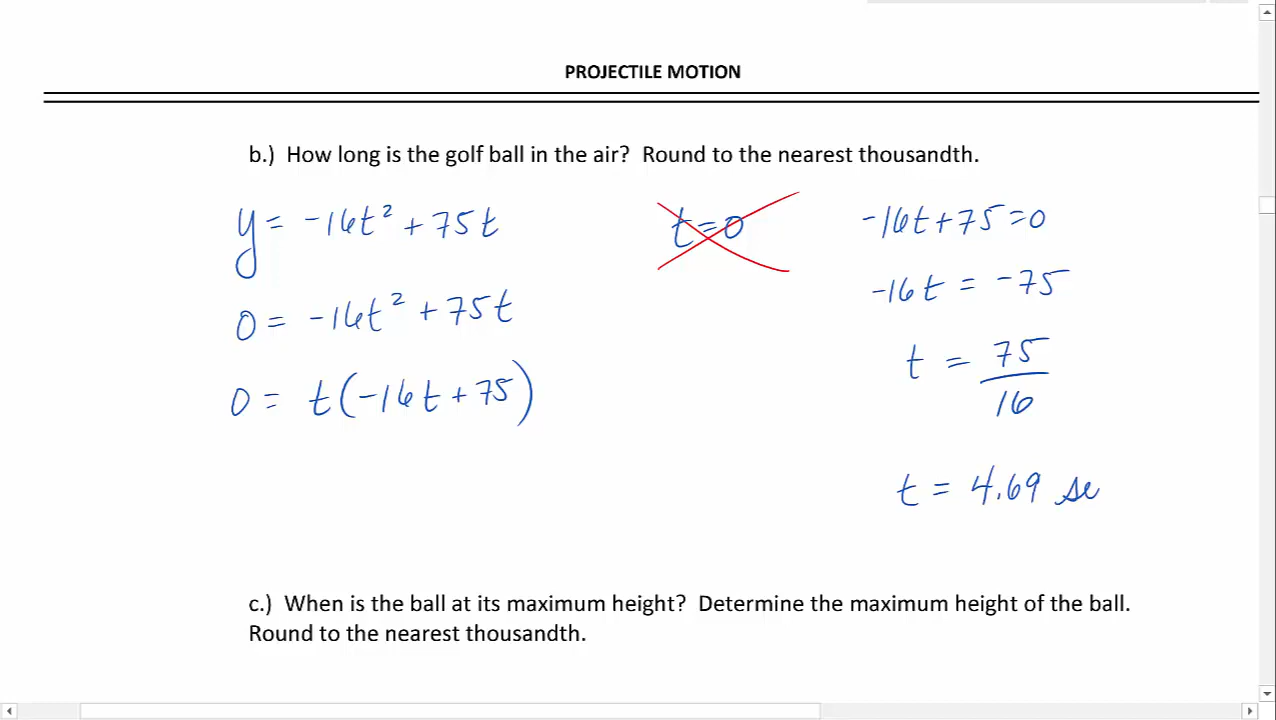 PROJECTILE MOTION
b.) How long is the golf ball in the air? Round to the nearest thousandth.
y = -16t² + 75t
0 = -16t² + 75t
0 = t(-16t + 75)
t = 0
-16t + 75 = 0
-16t = -75
t = 75/16
t = 4.69 se
c.) When is the ball at its maximum height? Determine the maximum height of the ball.
Round to the nearest thousandth.